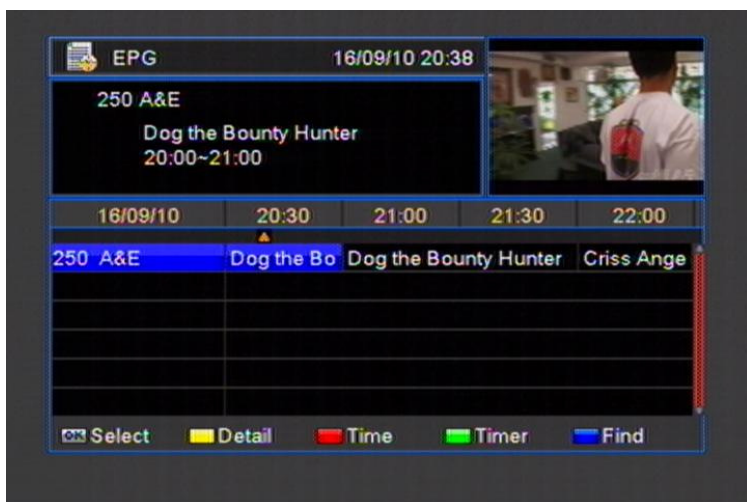 EPG 16/09/10 20:38
250 A&E
Dog the Bounty Hunter
20:00~21:00
16/09/10 20:30 21:00 21:30 22:00
250 A&E Dog the Bo Dog the Bounty Hunter Criss Ange
OK Select Detail Time Timer Find